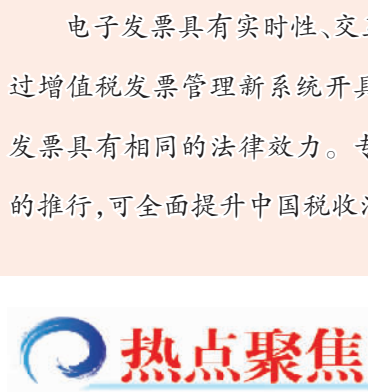 电子发票具有实时性、交
过增值税发票管理新系统开
发票具有相同的法律效力。
的推行,可全面提升中国税收
热点聚焦